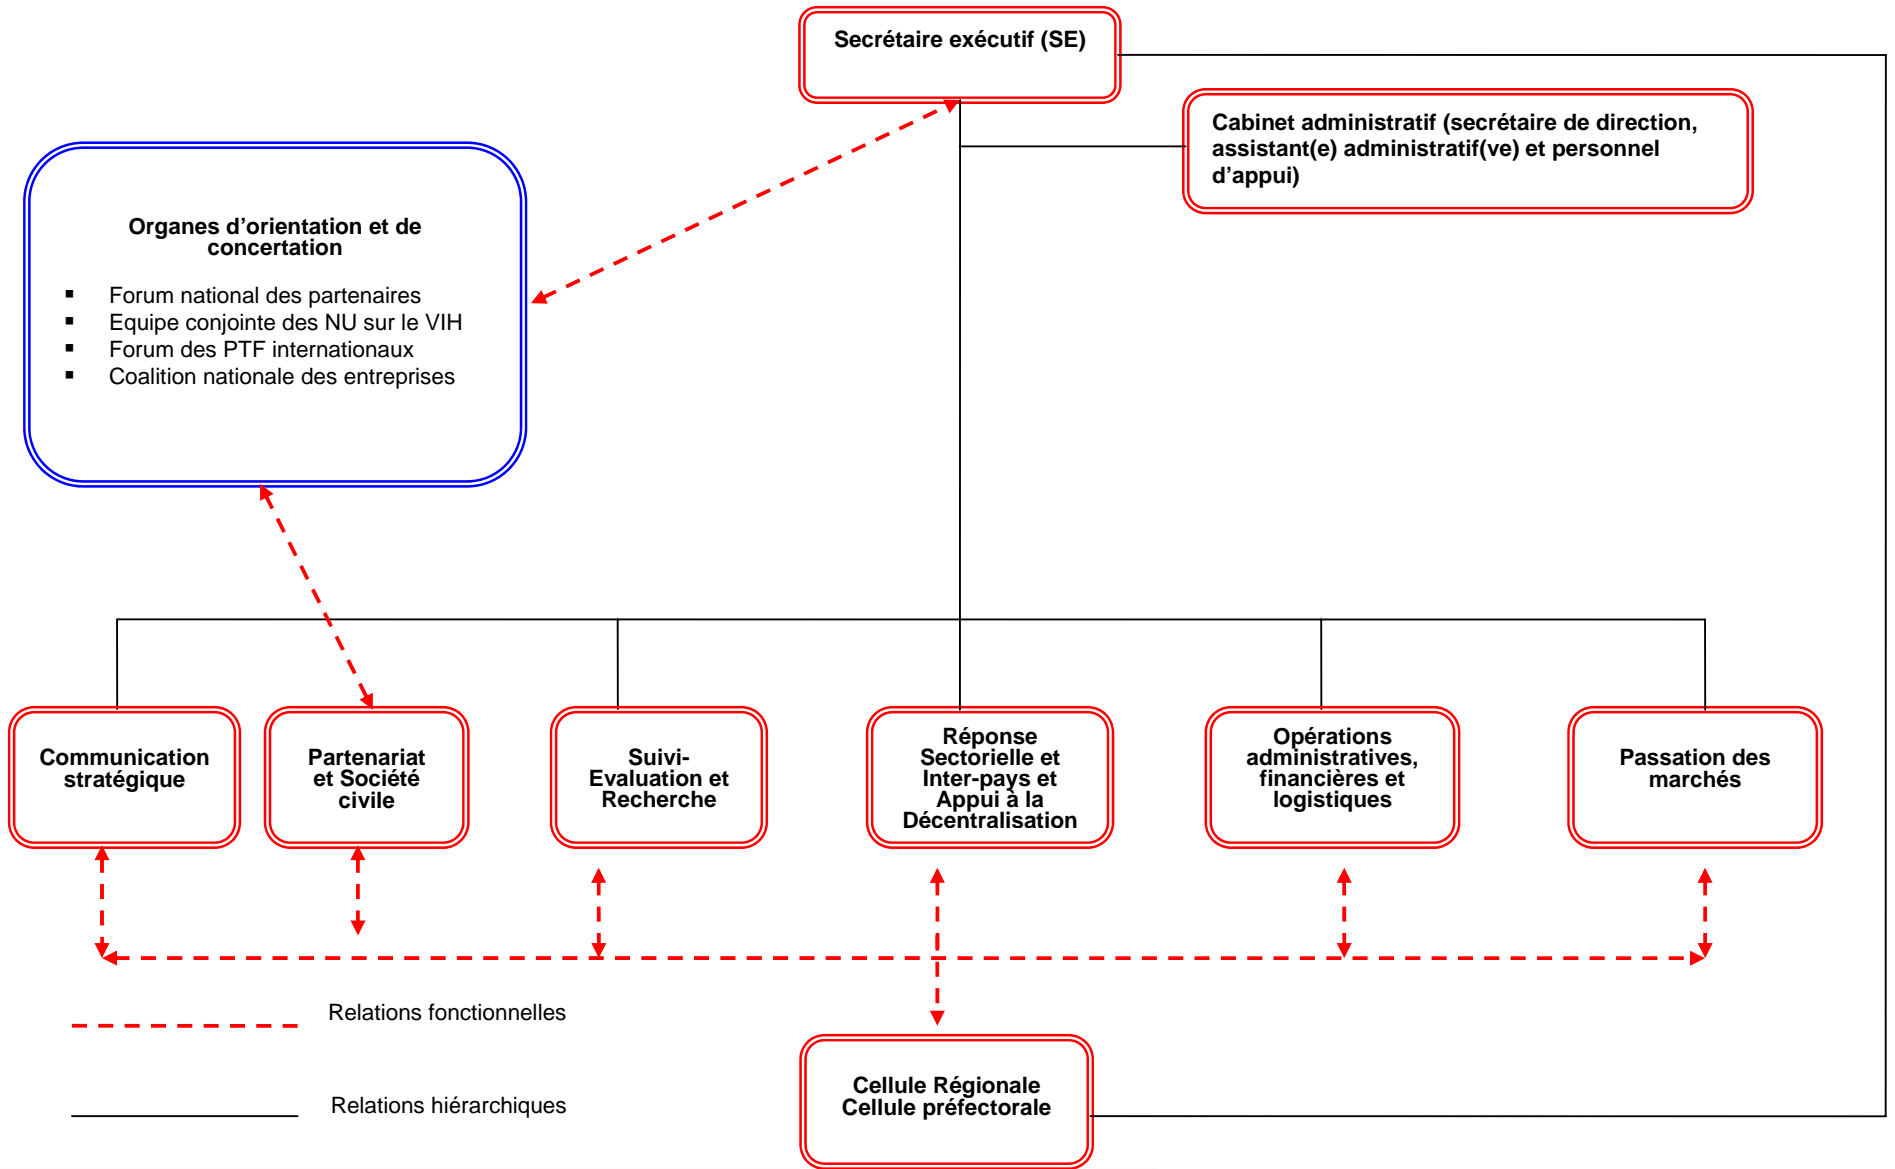 Secrétaire exécutif (SE)
Cabinet administratif (secrétaire de direction,
assistant(e) administratif(ve) et personnel
d’appui)
Organes d’orientation et de
concertation
▪ Forum national des partenaires
▪ Equipe conjointe des NU sur le VIH
▪ Forum des PTF internationaux
▪ Coalition nationale des entreprises
Communication
stratégique
Partenariat
et Société
civile
Suivi-
Evaluation et
Recherche
Réponse
Sectorielle et
Inter-pays et
Appui à la
Décentralisation
Opérations
administratives,
financières et
logistiques
Passation des
marchés
Relations fonctionnelles
Relations hiérarchiques
Cellule Régionale
Cellule préfectorale